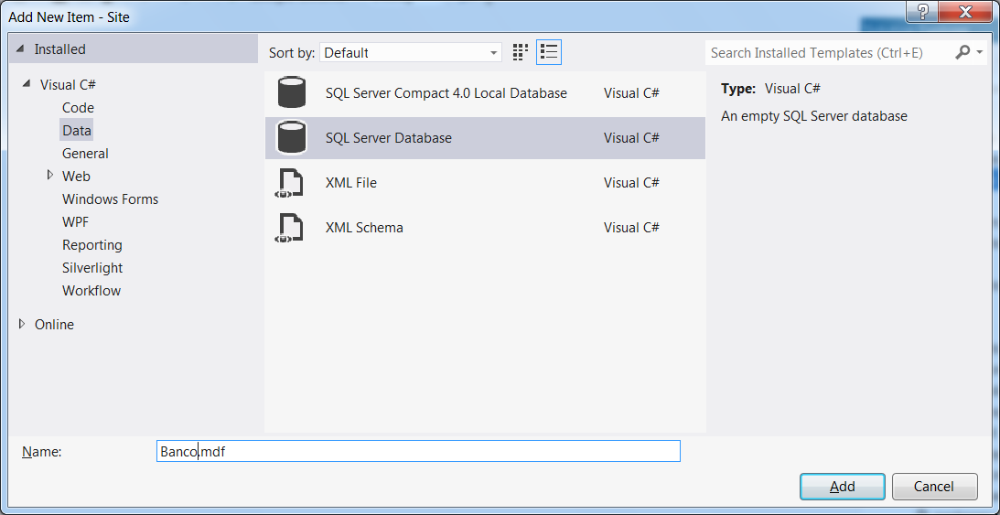 Add New Item - Site
Installed
Visual C#
Code
Data
General
Web
Windows Forms
WPF
Reporting
Silverlight
Workflow
Online
Sort by: Default
SQL Server Compact 4.0 Local Database Visual C#
SQL Server Database Visual C#
XML File Visual C#
XML Schema Visual C#
Search Installed Templates (Ctrl+E)
Type: Visual C#
An empty SQL Server database
Name: Banco.mdf
Add Cancel